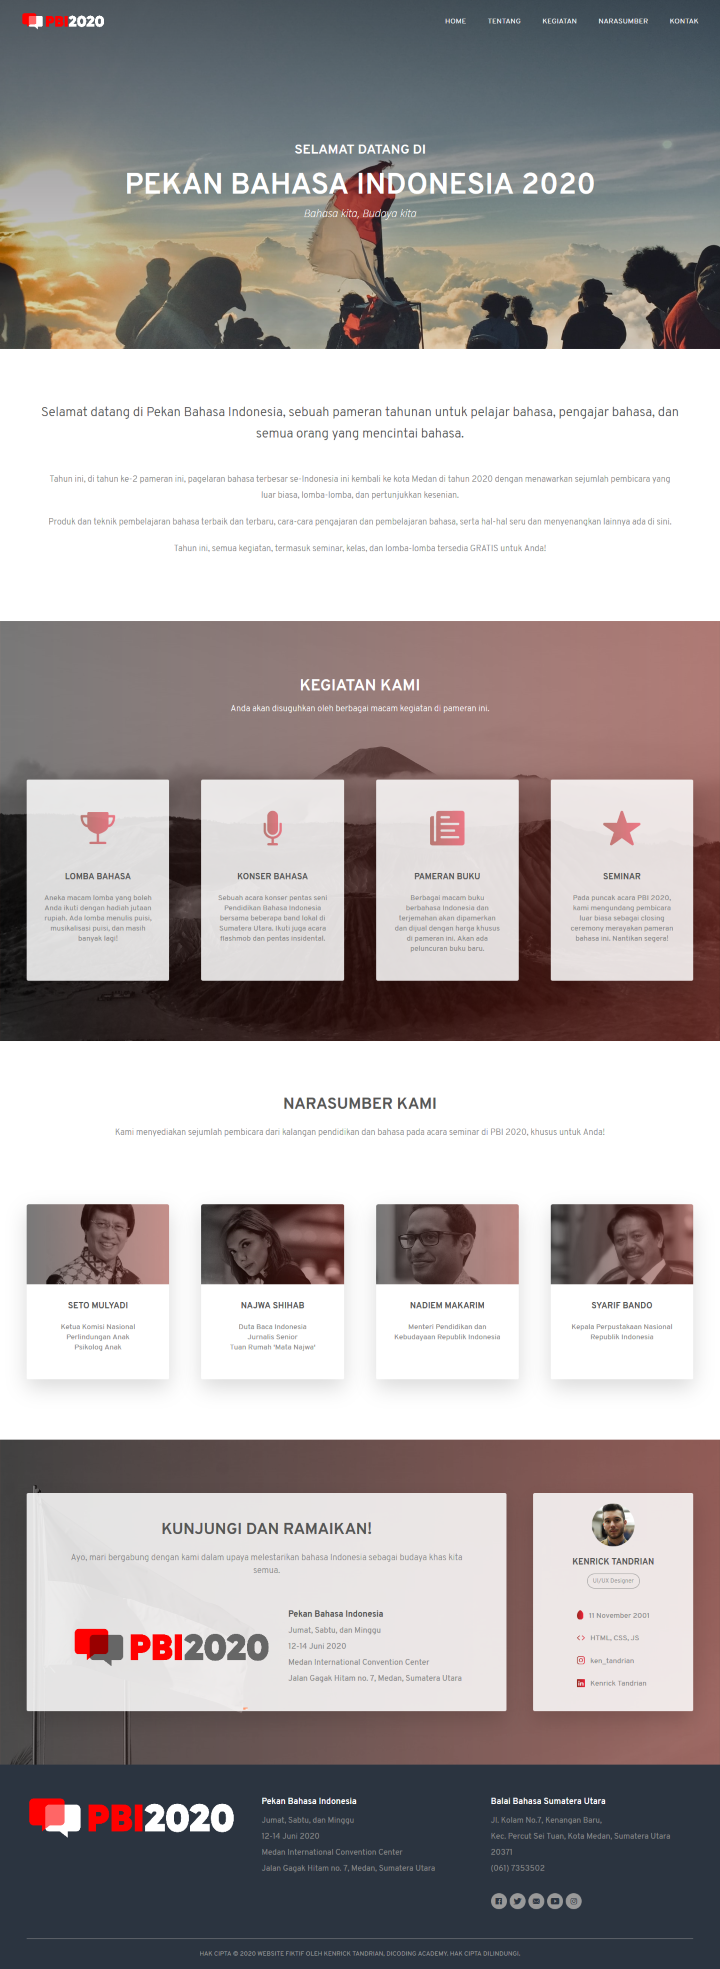 PBI2020
HOME TENTANG KEGIATAN NARASUMBER KONTAK
SELAMAT DATANG DI
PEKAN BAHASA INDONESIA 2020
Bahasa kita, Budaya kita
Selamat datang di Pekan Bahasa Indonesia, sebuah pameran tahunan untuk pelajar bahasa, pengajar bahasa, dan
semua orang yang mencintai bahasa.
Tahun ini, di tahun ke-2 pameran ini, pagelaran bahasa terbesar se-Indonesia ini kembali ke kota Medan di tahun 2020 dengan menawarkan sejumlah pembicara yang
luar biasa, lomba-lomba, dan pertunjukkan kesenian.
Produk dan teknik pembelajaran bahasa terbaik dan terbaru, cara-cara pengajaran dan pembelajaran bahasa, serta hal-hal seru dan menyenangkan lainnya ada di sini.
Tahun ini, semua kegiatan, termasuk seminar, kelas, dan lomba-lomba tersedia GRATIS untuk Anda!
KEGIATAN KAMI
Anda akan disuguhkan oleh berbagai macam kegiatan di pameran ini.
LOMBA BAHASA
Aneka macam lomba yang boleh
Anda ikuti dengan hadiah jutaan
rupiah. Ada lomba menulis puisi,
musikalisasi puisi, dan masih
banyak lagi!
KONSER BAHASA
Sebuah acara konser pentas seni
Pendidikan Bahasa Indonesia
bersama beberapa band lokal di
Sumatera Utara. Ikuti juga acara
flashmob dan pentas insidental.
PAMERAN BUKU
Berbagai macam buku
berbahasa Indonesia dan
terjemahan akan dipamerkan
dan dijual dengan harga khusus
di pameran ini. Akan ada
peluncuran buku baru.
SEMINAR
Pada puncak acara PBI 2020,
kami mengundang pembicara
luar biasa sebagai closing
ceremony merayakan pameran
bahasa ini. Nantikan segera!
NARASUMBER KAMI
Kami menyediakan sejumlah pembicara dari kalangan pendidikan dan bahasa pada acara seminar di PBI 2020, khusus untuk Anda!
SETO MULYADI
Ketua Komisi Nasional
Perlindungan Anak
Psikolog Anak
NAJWA SHIHAB
Duta Baca Indonesia
Jurnalis Senior
Tuan Rumah 'Mata Najwa'
NADIEM MAKARIM
Menteri Pendidikan dan
Kebudayaan Republik Indonesia
SYARIF BANDO
Kepala Perpustakaan Nasional
Republik Indonesia
KUNJUNGI DAN RAMAIKAN!
Ayo, mari bergabung dengan kami dalam upaya melestarikan bahasa Indonesia sebagai budaya khas kita
semua.
PBI2020
Pekan Bahasa Indonesia
Jumat, Sabtu, dan Minggu
12-14 Juni 2020
Medan International Convention Center
Jalan Gagak Hitam no. 7, Medan, Sumatera Utara
KENRICK TANDRIAN
UI/UX Designer
11 November 2001
HTML, CSS, JS
ken_tandrian
Kenrick Tandrian
PBI2020
Pekan Bahasa Indonesia
Jumat, Sabtu, dan Minggu
12-14 Juni 2020
Medan International Convention Center
Jalan Gagak Hitam no. 7, Medan, Sumatera Utara
Balai Bahasa Sumatera Utara
Jl. Kolam No.7, Kenangan Baru,
Kec. Percut Sei Tuan, Kota Medan, Sumatera Utara
20371
(061) 7353502
HAK CIPTA © 2020 WEBSITE FIKTIF OLEH KENRICK TANDRIAN, DICODING ACADEMY. HAK CIPTA DILINDUNGI.